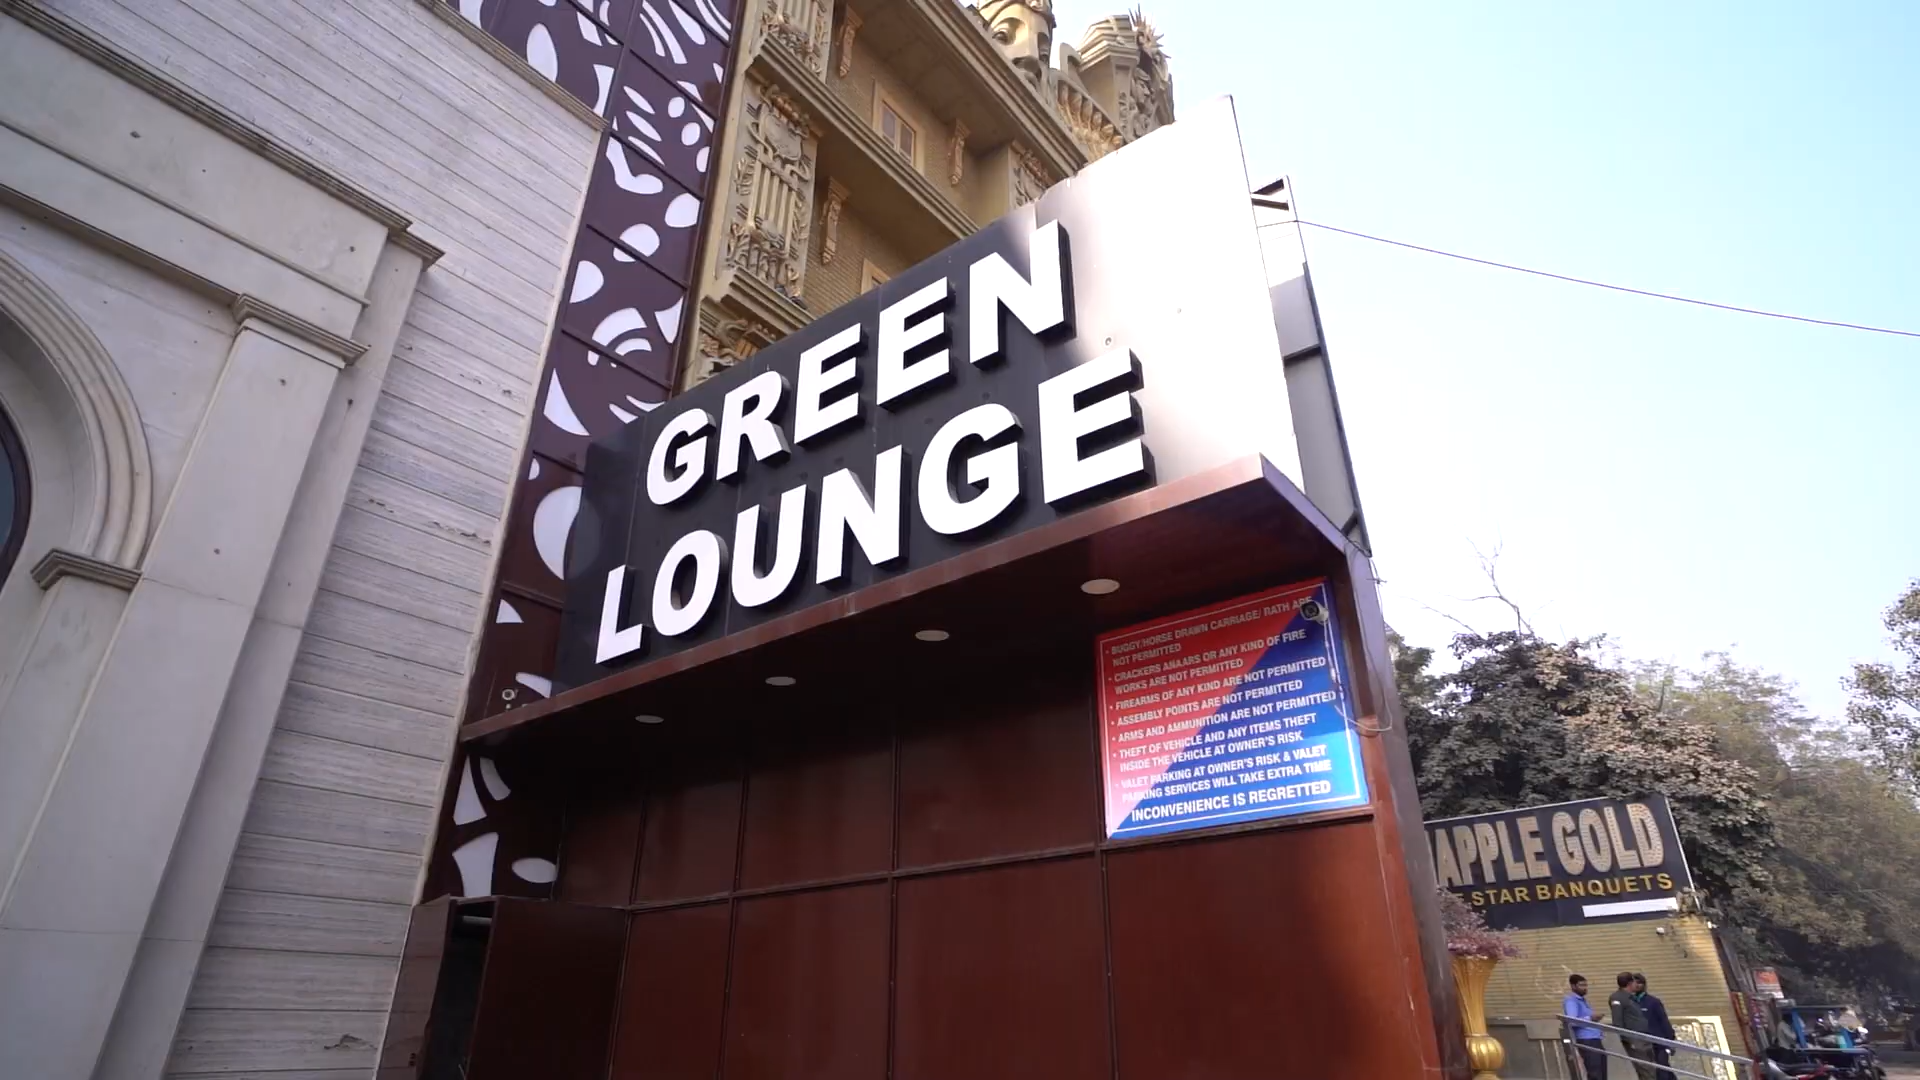 GREEN
LOUNGE
• BUGGY/HORSE DRAWN CARRIAGE/ RATH ARE
NOT PERMITTED
• CRACKERS ANAARS OR ANY KIND OF FIRE
WORKS ARE NOT PERMITTED
• FIREARMS OF ANY KIND ARE NOT PERMITTED
• ASSEMBLY POINTS ARE NOT PERMITTED
• ARMS AND AMMUNITION ARE NOT PERMITTED
• THEFT OF VEHICLE AND ANY ITEMS THEFT
INSIDE THE VEHICLE AT OWNER'S RISK
• VALET PARKING AT OWNER'S RISK & VALET
PARKING SERVICES WILL TAKE EXTRA TIME
INCONVENIENCE IS REGRETTED
APPLE GOLD
STAR BANQUETS